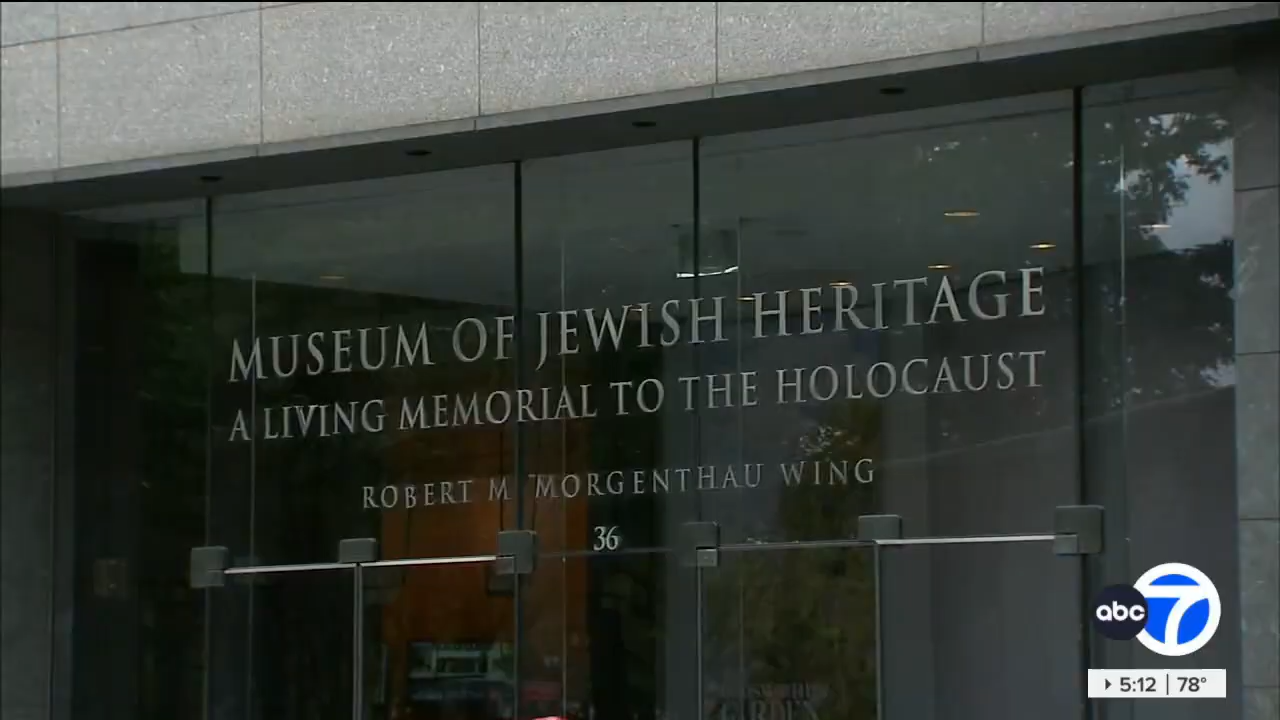 MUSEUM OF JEWISH HERITAGE
A LIVING MEMORIAL TO THE HOLOCAUST
ROBERT M. MORGENTHAU WING
36
abc 7
5:12 | 78°